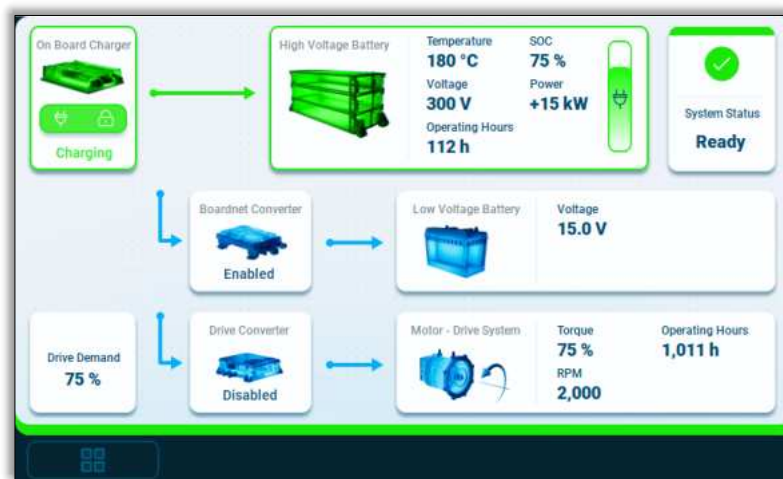 On Board Charger
Charging
High Voltage Battery
Temperature
180 °C
SOC
75 %
Voltage
300 V
Power
+15 kW
Operating Hours
112 h
System Status
Ready
Boardnet Converter
Enabled
Low Voltage Battery
Voltage
15.0 V
Drive Demand
75 %
Drive Converter
Disabled
Motor - Drive System
Torque
75 %
Operating Hours
1,011 h
RPM
2,000